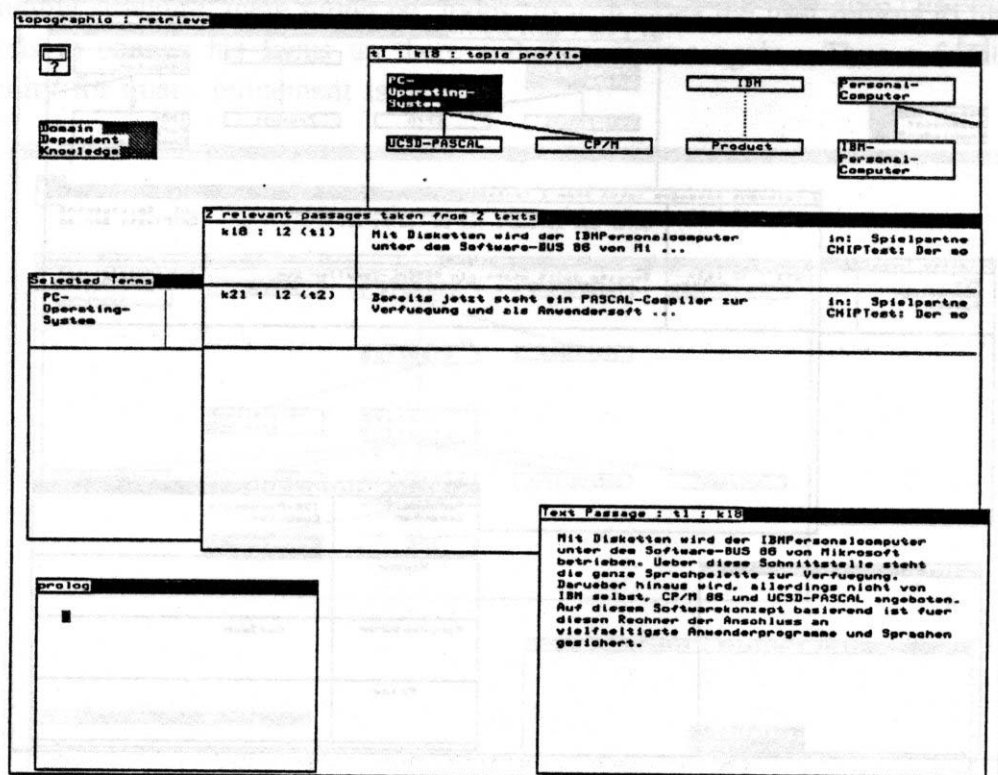 topographic : retrieve
?
Domain
Dependent
Knowledge
t1 : k18 : topic profile
PC-
Operating-
System
UCSD-PASCAL
CP/M
IBM
Product
Personal-
Computer
IBM-
Personal-
Computer
2 relevant passages taken from 2 texts
k18 : 12 (t1)
Mit Disketten wird der IBMPersonalcomputer
unter dem Software-BUS 86 von Mi ...
in: Spielpartne
CHIPTest: Der mo
k21 : 12 (t2)
Bereits jetzt steht ein PASCAL-Compiler zur
Verfuegung und als Anwendersoft ...
in: Spielpartne
CHIPTest: Der mo
Selected Terms
PC-
Operating-
System
Text Passage : t1 : k18
Mit Disketten wird der IBMPersonalcomputer
unter dem Software-BUS 86 von Mikrosoft
betrieben. Ueber diese Schnittstelle steht
die ganze Sprachpalette zur Verfuegung.
Darueber hinaus wird, allerdings nicht von
IBM selbst, CP/M 86 und UCSD-PASCAL angeboten.
Auf diesem Softwarekonzept basierend ist fuer
diesen Rechner der Anschluss an
vielfaeltigste Anwenderprogramme und Sprachen
gesichert.
prolog